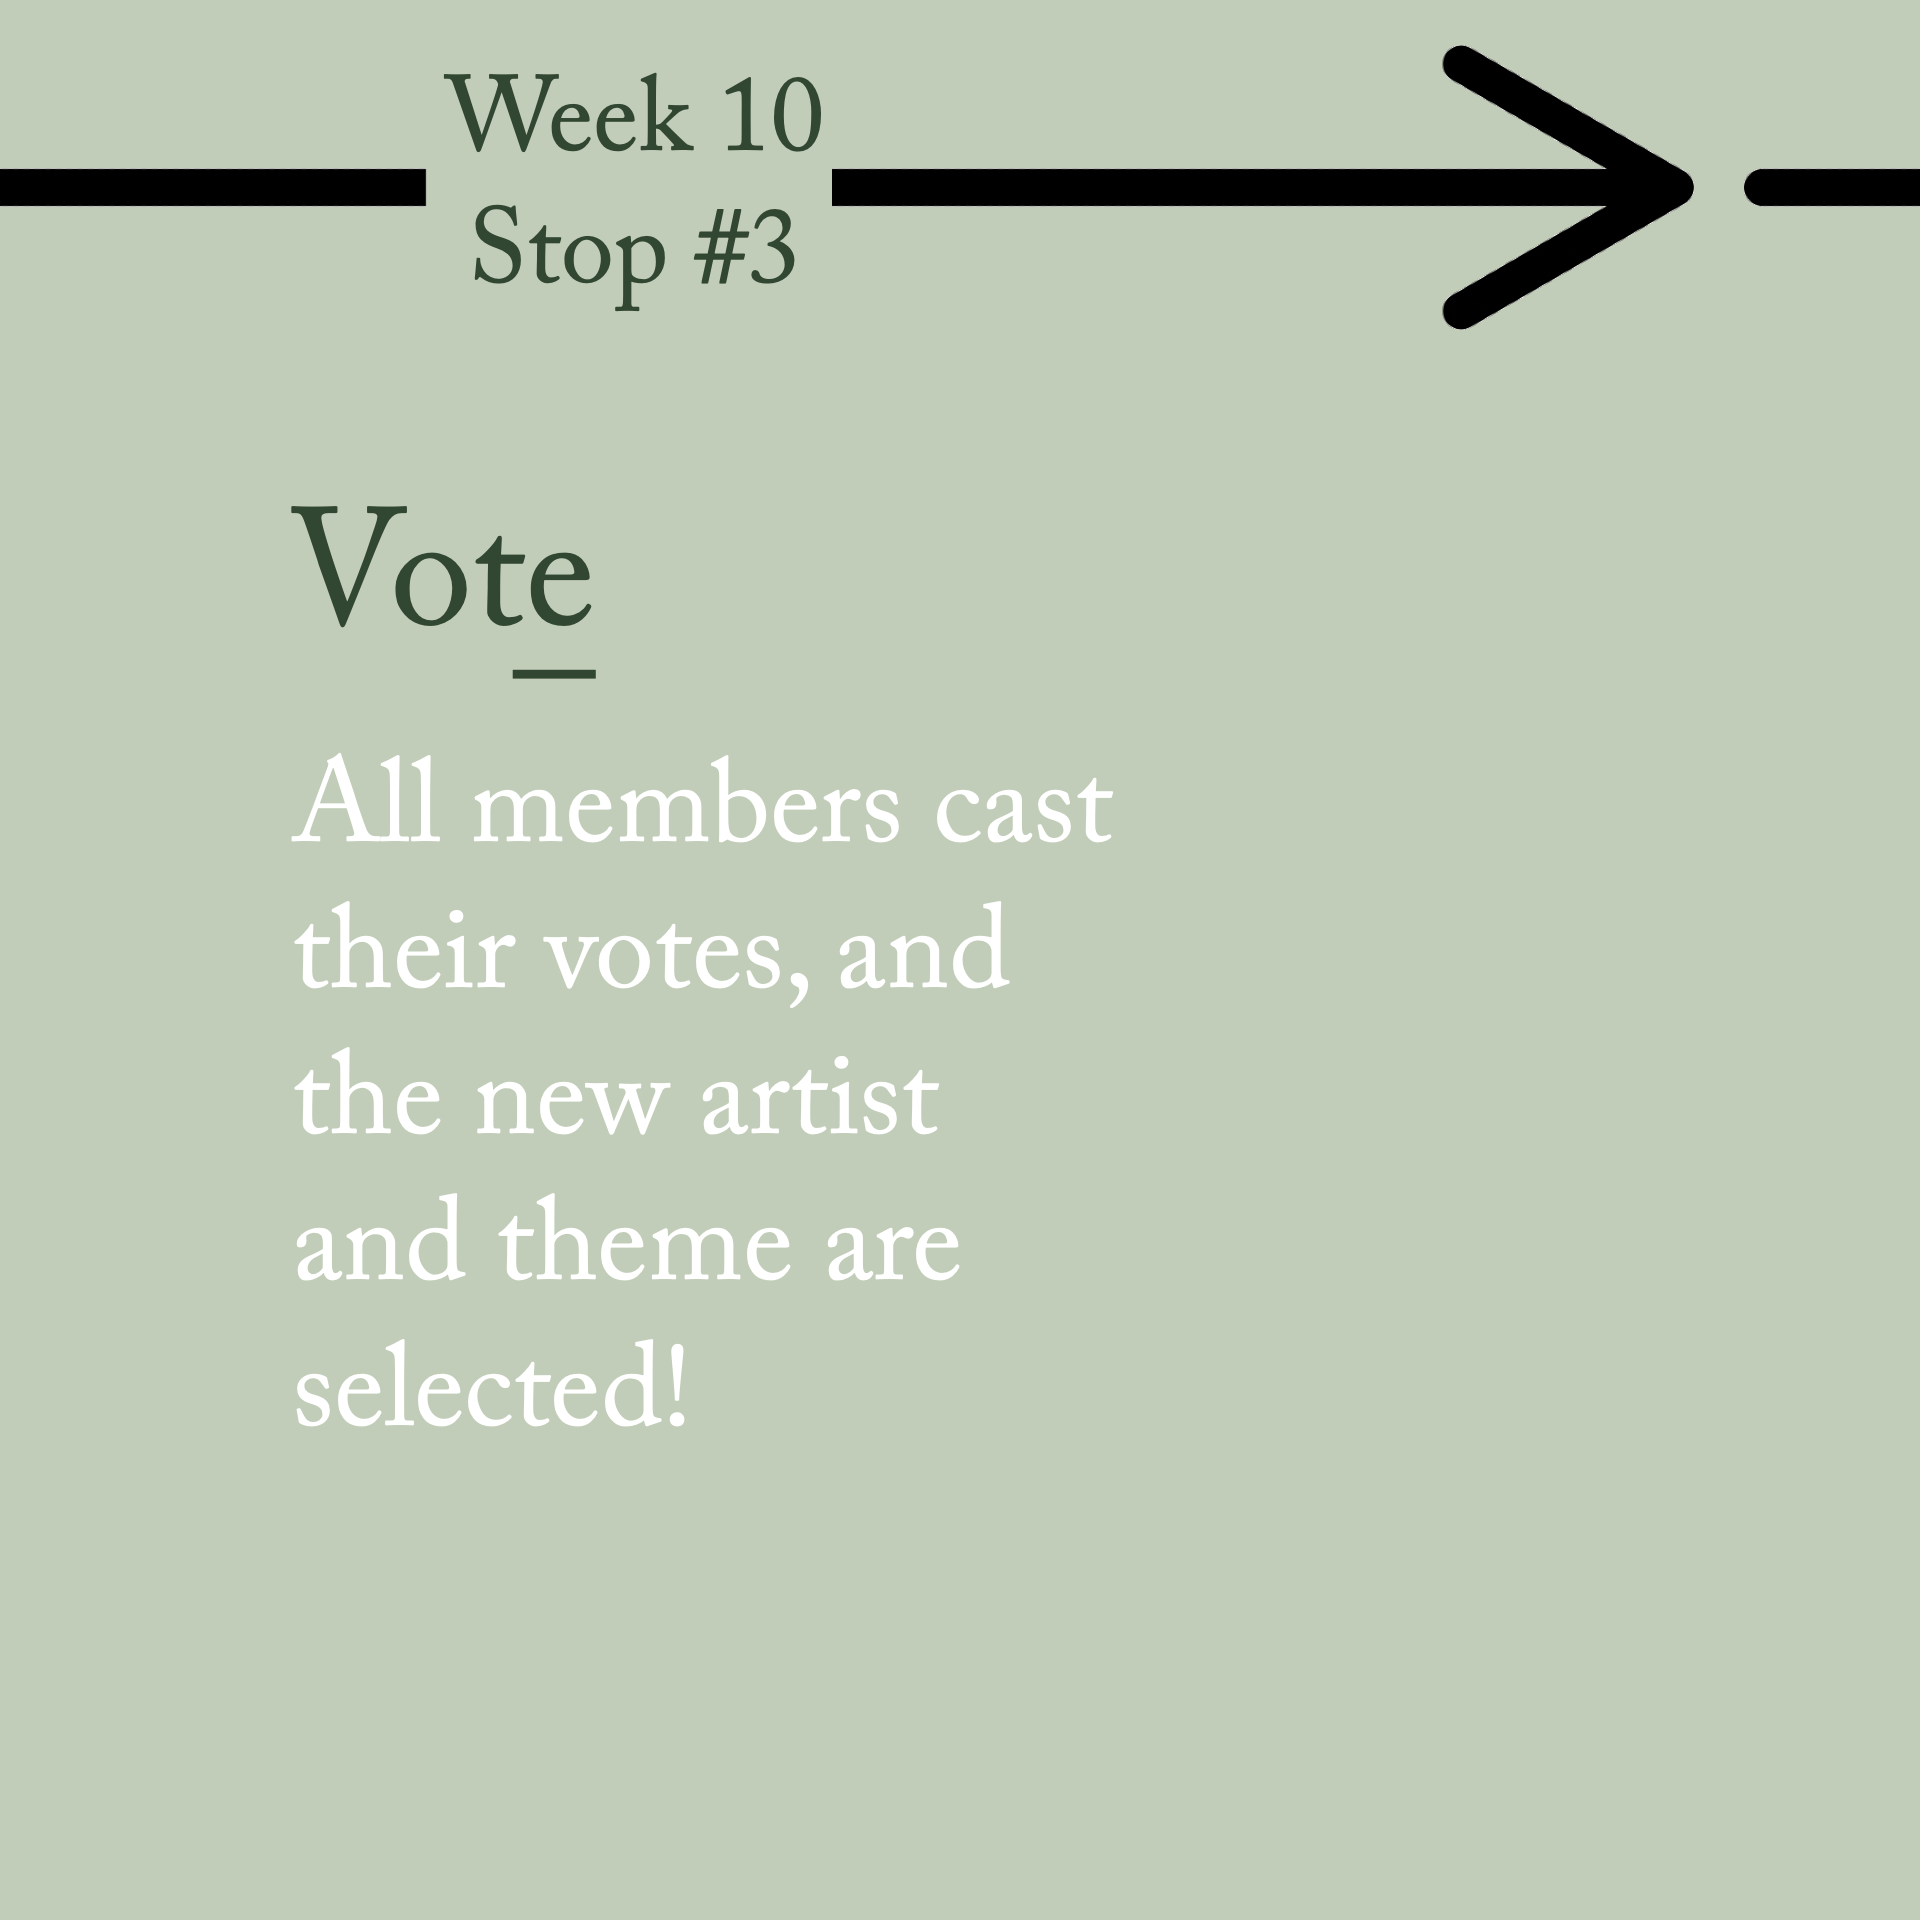 Week 10
Stop #3
Vote
All members cast
their votes, and
the new artist
and theme are
selected!